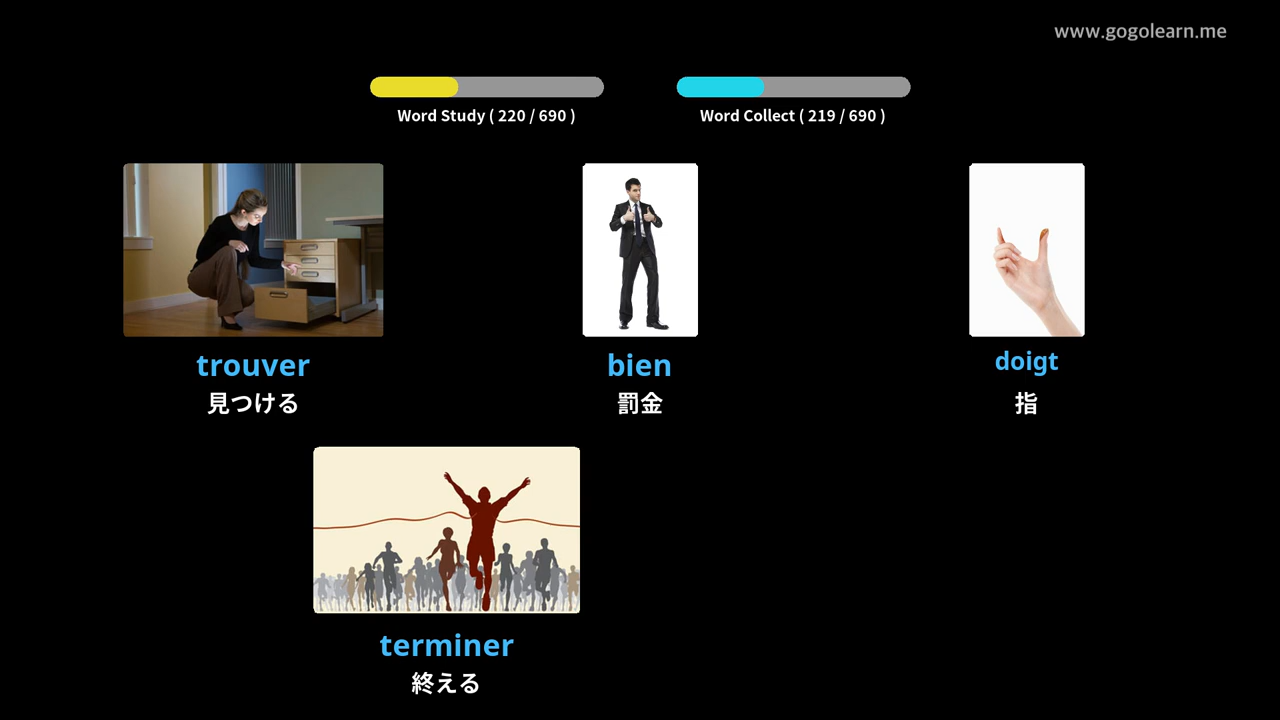 www.gogolearn.me
Word Study ( 220 / 690 )
Word Collect ( 219 / 690 )
trouver
見つける
bien
罰金
doigt
指
terminer
終える